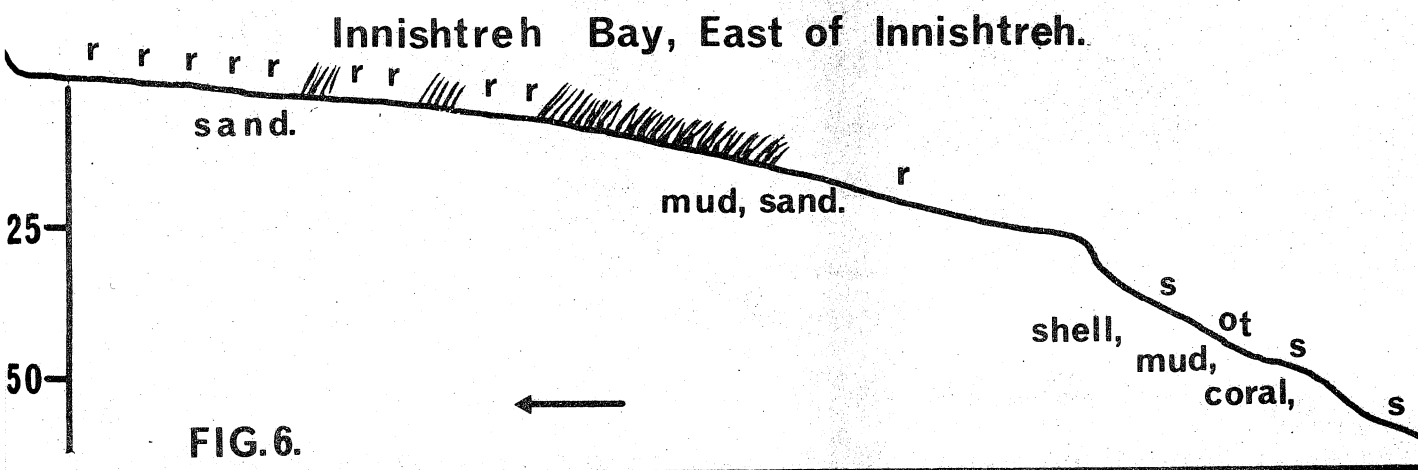 Innishtreh Bay, East of Innishtreh.
r r r r r r r r r
sand.
r
mud, sand.
25
s
ot
shell,
s
mud,
50
coral,
s
FIG.6.